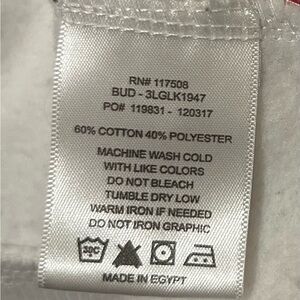 RN# 117508
BUD - 3LGLK1947
PO# 119831 - 120317
60% COTTON 40% POLYESTER
MACHINE WASH COLD
WITH LIKE COLORS
DO NOT BLEACH
TUMBLE DRY LOW
WARM IRON IF NEEDED
DO NOT IRON GRAPHIC
30C
MADE IN EGYPT